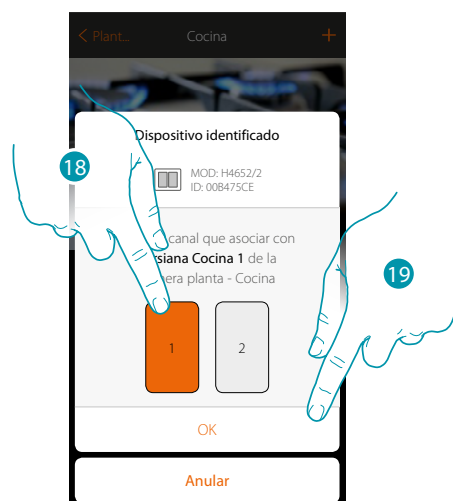 < Plant... Cocina +
Dispositivo identificado
18
MOD: H4652/2
ID: 00B475CE
canal que asociar con
rsiana Cocina 1 de la
era planta - Cocina
19
1 2
OK
Anular